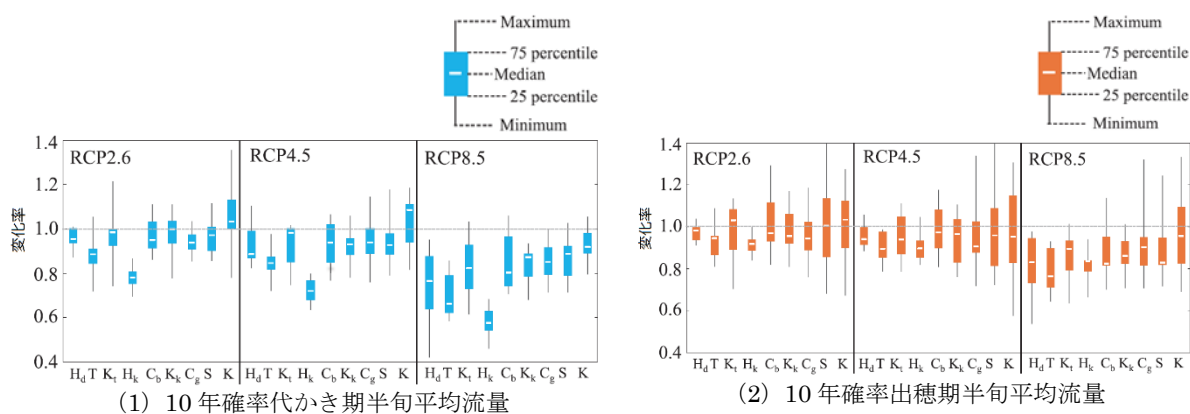 Maximum
75 percentile
Median
25 percentile
Minimum
変化率
1.4
1.2
1.0
0.8
0.6
0.4
RCP2.6
RCP4.5
RCP8.5
Hd T Kt Hk Cb Kk Cg S K Hd T Kt Hk Cb Kk Cg S K Hd T Kt Hk Cb Kk Cg S K
(1) 10 年確率代かき期半旬平均流量
Maximum
75 percentile
Median
25 percentile
Minimum
変化率
1.4
1.2
1.0
0.8
0.6
0.4
RCP2.6
RCP4.5
RCP8.5
Hd T Kt Hk Cb Kk Cg S K Hd T Kt Hk Cb Kk Cg S K Hd T Kt Hk Cb Kk Cg S K
(2) 10 年確率出穂期半旬平均流量